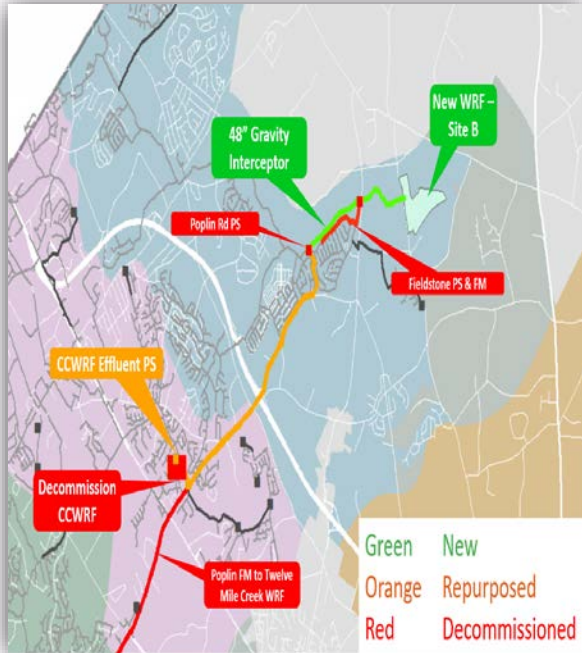 New WRF –
Site B
48” Gravity
Interceptor
Poplin Rd PS
Fieldstone PS & FM
CCWRF Effluent PS
Decommission
CCWRF
Poplin FM to Twelve
Mile Creek WRF
Green New
Orange Repurposed
Red Decommissioned